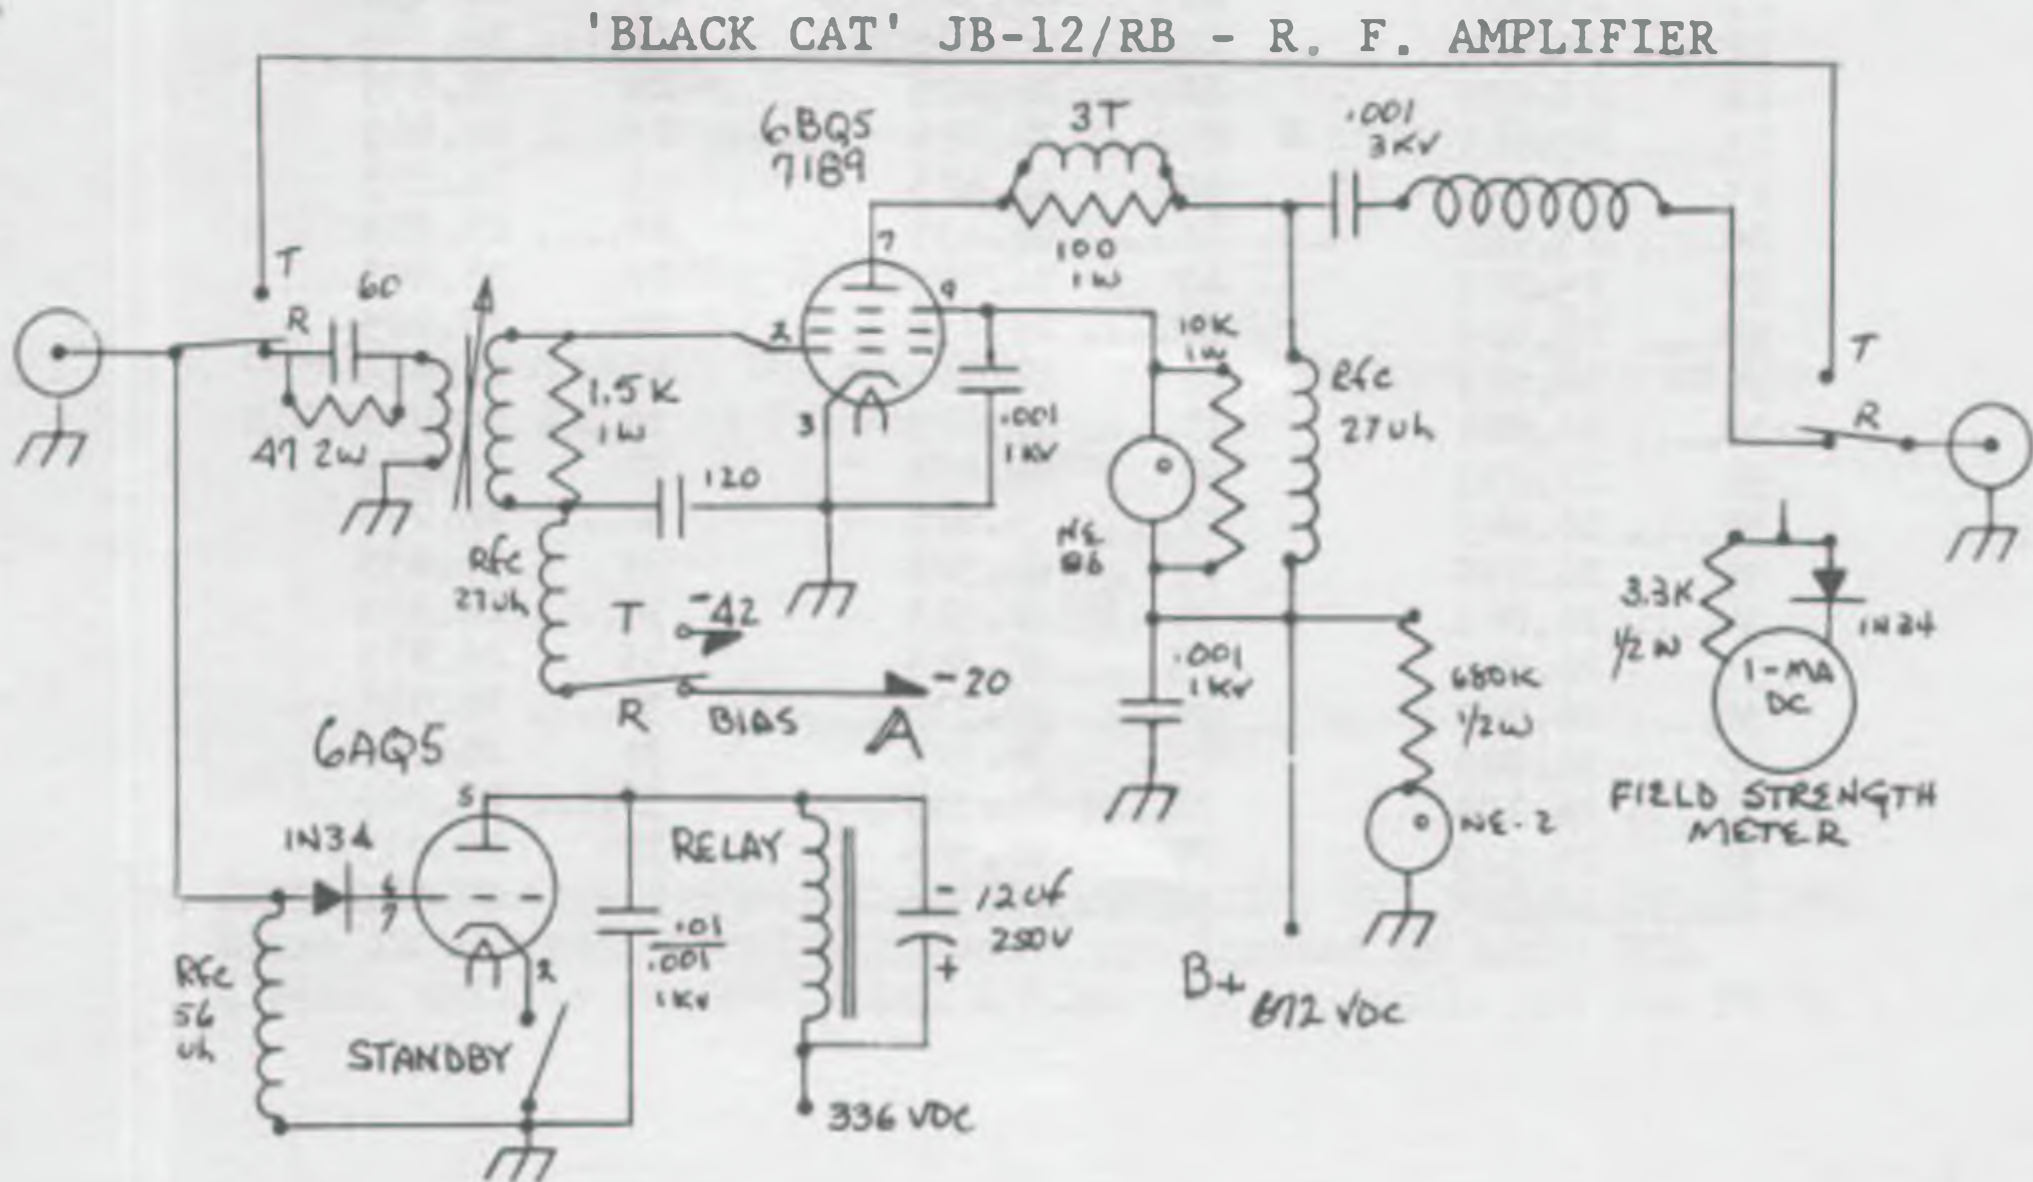 'BLACK CAT' JB-12/RB - R. F. AMPLIFIER
6BQ5
7189
3T
.001
3KV
7
100
1W
T
60
R
2
9
10K
1W
T
R
1.5K
1W
3
.001
1KV
Rfc
27uh
47 2W
120
NE
Rfc
27uh
T
-42
-20
R
BIAS
A
.001
1KV
680K
1/2W
3.3K
1/2W
1N34
1-MA
DC
FIELD STRENGTH
METER
6AQ5
5
1N34
6
7
RELAY
NE-2
-
12uf
250V
+
.01
.001
1KV
2
Rfc
56
uh
STANDBY
B+
672 VDC
336 VDC